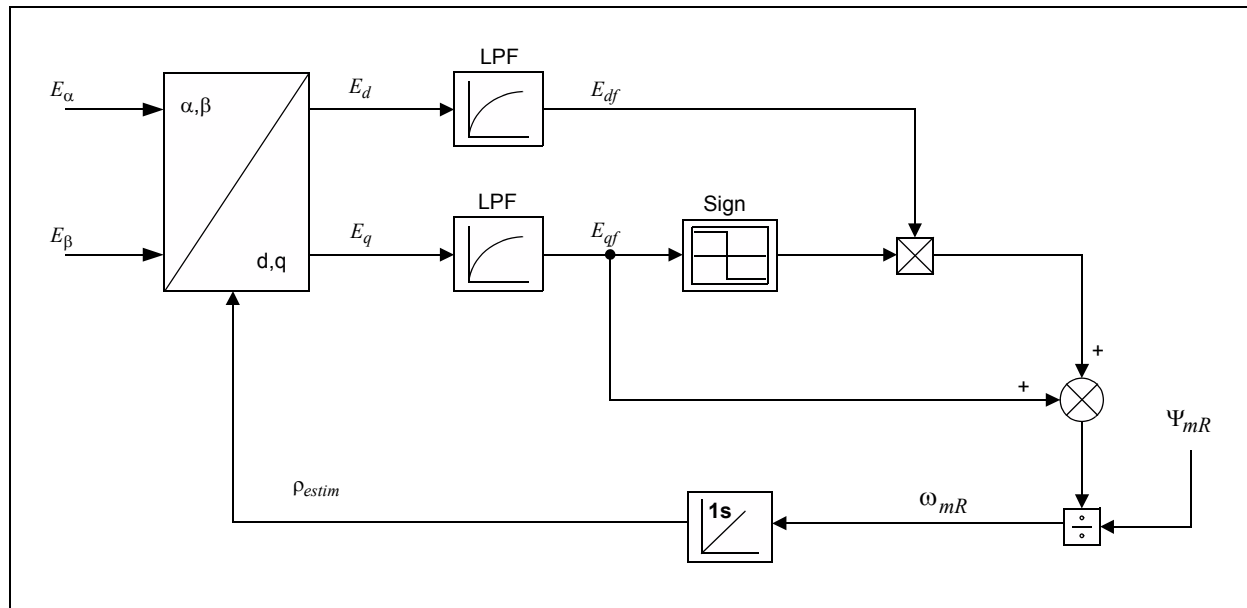 LPF
E_α
α,β
E_d
E_df
LPF
Sign
E_β
d,q
E_q
E_qf
+
+
Ψ_mR
ρ_estim
1s
ω_mR
÷